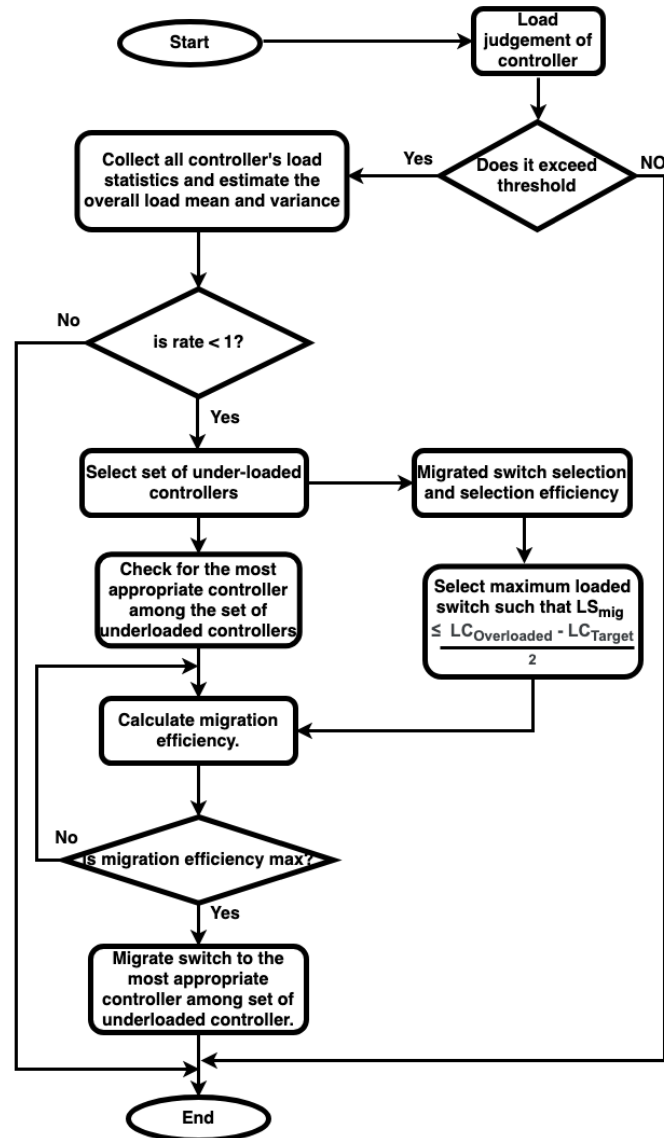 Start
Load
judgement of
controller
Does it exceed
threshold
Yes
NO
Collect all controller's load
statistics and estimate the
overall load mean and variance
is rate < 1?
No
Yes
Select set of under-loaded
controllers
Migrated switch selection
and selection efficiency
Check for the most
appropriate controller
among the set of
underloaded controllers
Select maximum loaded
switch such that LSmig
≤ LCOverloaded - LCTarget
2
Calculate migration
efficiency.
No
is migration efficiency max?
Yes
Migrate switch to the
most appropriate
controller among set of
underloaded controller.
End